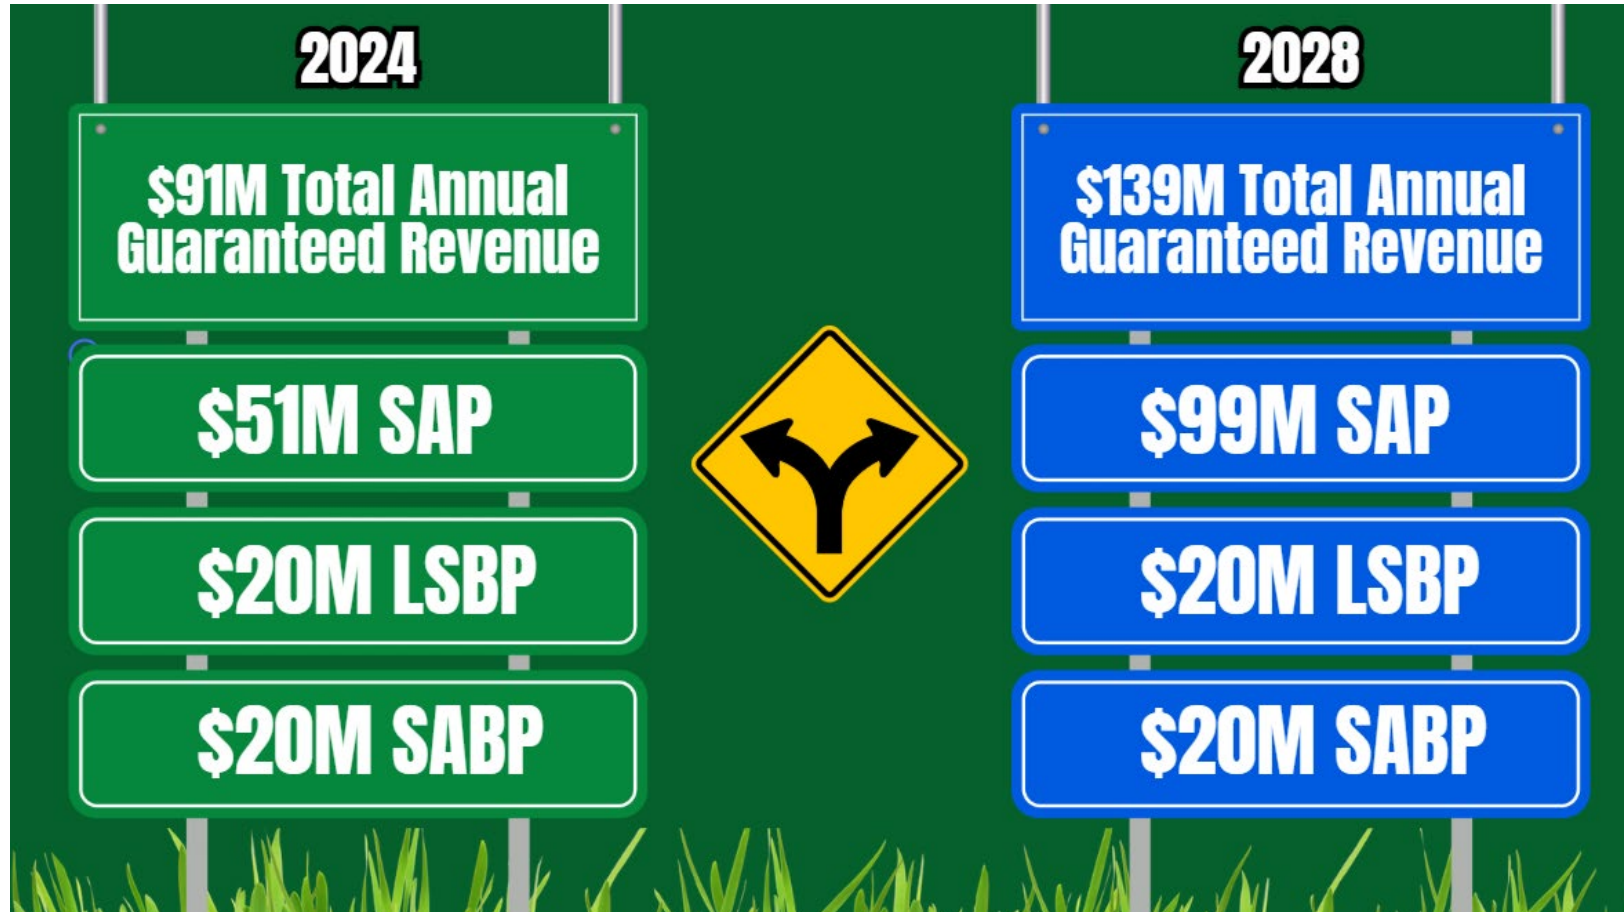 2024
$91M Total Annual
Guaranteed Revenue
$51M SAP
$20M LSBP
$20M SABP
2028
$139M Total Annual
Guaranteed Revenue
$99M SAP
$20M LSBP
$20M SABP